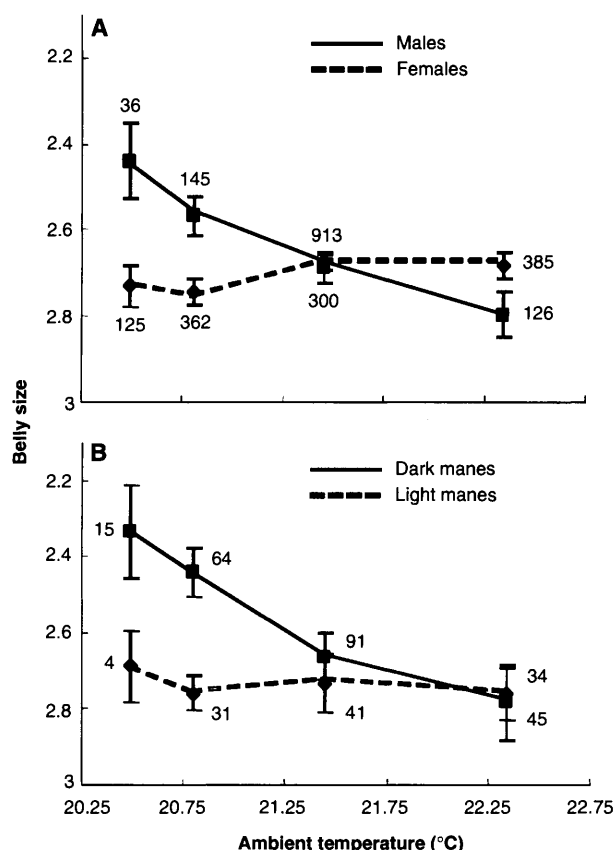 A
Males
Females
2.2
2.4
2.6
2.8
3
36
145
913
300
385
126
125
362
Belly size
B
Dark manes
Light manes
2.2
2.4
2.6
2.8
3
15
64
91
34
45
4
31
41
20.25 20.75 21.25 21.75 22.25 22.75
Ambient temperature (°C)